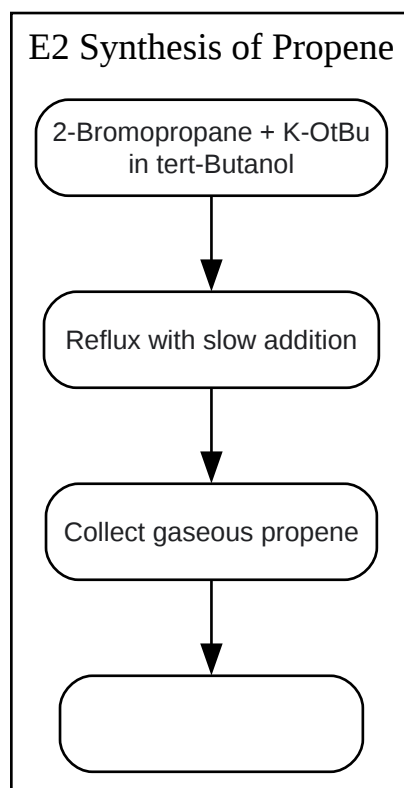 E2 Synthesis of Propene
2-Bromopropane + K-OtBu
in tert-Butanol
Reflux with slow addition
Collect gaseous propene